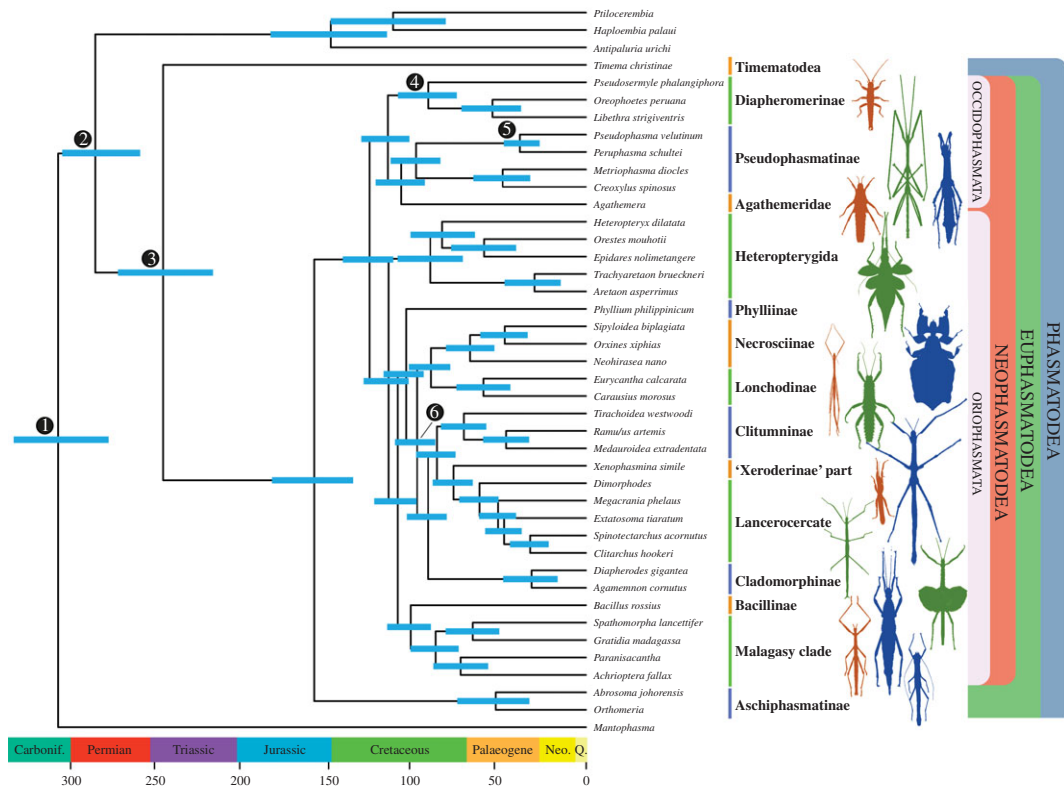 Ptilocerembia
Haploembia palaui
Antipaluria urichi
Timema christinae
Pseudosermyle phalangiphora
Oreophoetes peruana
Libethra strigiventris
Pseudophasma velutinum
Peruphasma schultei
Metriophasma diocles
Creoxylus spinosus
Agathemera
Heteropteryx dilatata
Orestes mouhotii
Epidares nolimetangere
Trachyaretaon brueckneri
Aretaon asperrimus
Phyllium philippinicum
Sipyloidea biplagiata
Orxines xiphias
Neohirasea nano
Eurycantha calcarata
Carausius morosus
Tirachoidea westwoodi
Ramu/us artemis
Medauroidea extradentata
Xenophasmina simile
Dimorphodes
Megacrania phelaus
Extatosoma tiaratum
Spinotectarchus acornutus
Clitarchus hookeri
Diapherodes gigantea
Agamemnon cornutus
Bacillus rossius
Spathomorpha lancettifer
Gratidia madagassa
Paranisacantha
Achrioptera fallax
Abrosoma johorensis
Orthomeria
Mantophasma
1
2
3
4
5
6
Timematodea
Diapheromerinae
Pseudophasmatinae
Agathemeridae
Heteropterygida
Phylliinae
Necrosciinae
Lonchodinae
Clitumninae
‘Xeroderinae’ part
Lancerocercate
Cladomorphinae
Bacillinae
Malagasy clade
Aschiphasmatinae
OCCIDOPHASMATA
ORIOPHASMATA
NEOPHASMATODEA
EUPHASMATODEA
PHASMATODEA
Carbonif. Permian Triassic Jurassic Cretaceous Palaeogene Neo. Q.
300 250 200 150 100 50 0